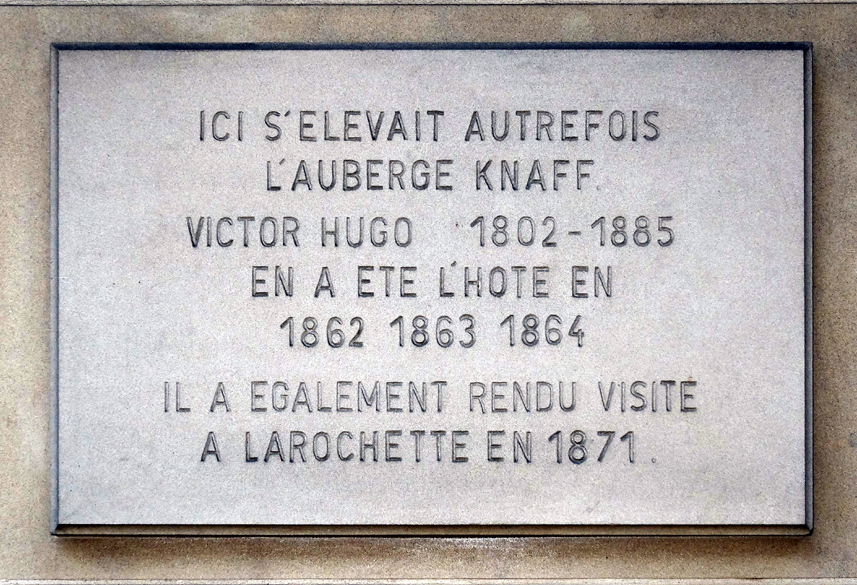 ICI S'ELEVAIT AUTREFOIS
L'AUBERGE KNAFF.
VICTOR HUGO 1802-1885
EN A ETE L'HOTE EN
1862 1863 1864
IL A EGALEMENT RENDU VISITE
A LAROCHETTE EN 1871.